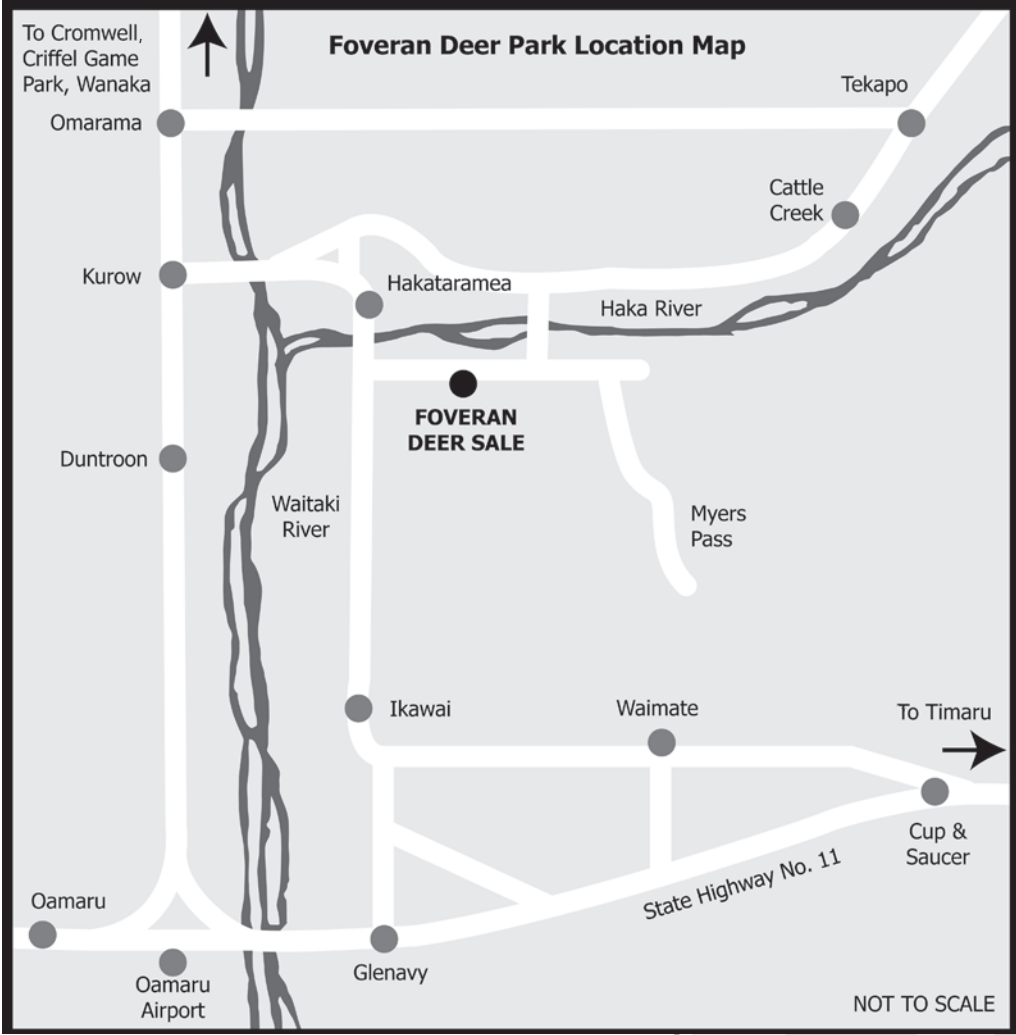 To Cromwell,
Criffel Game
Park, Wanaka
Foveran Deer Park Location Map
Tekapo
Omarama
Cattle
Creek
Kurow
Hakataramea
Haka River
FOVERAN
DEER SALE
Duntroon
Waitaki
River
Myers
Pass
Ikawai
Waimate
To Timaru
Cup &
Saucer
State Highway No. 11
Oamaru
Glenavy
Oamaru
Airport
NOT TO SCALE